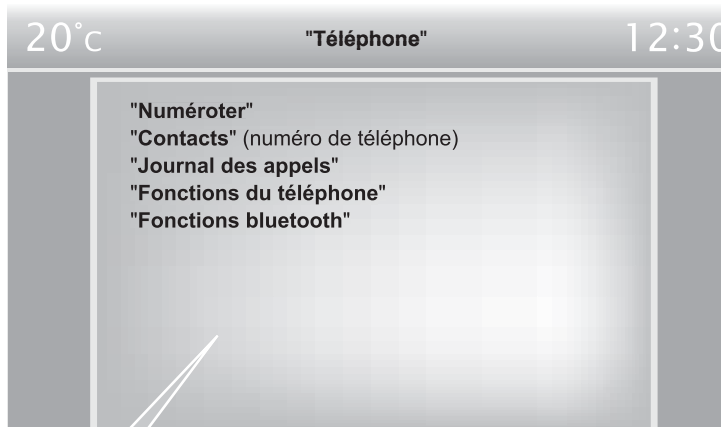 20°C "Téléphone" 12:30
"Numéroter"
"Contacts" (numéro de téléphone)
"Journal des appels"
"Fonctions du téléphone"
"Fonctions bluetooth"